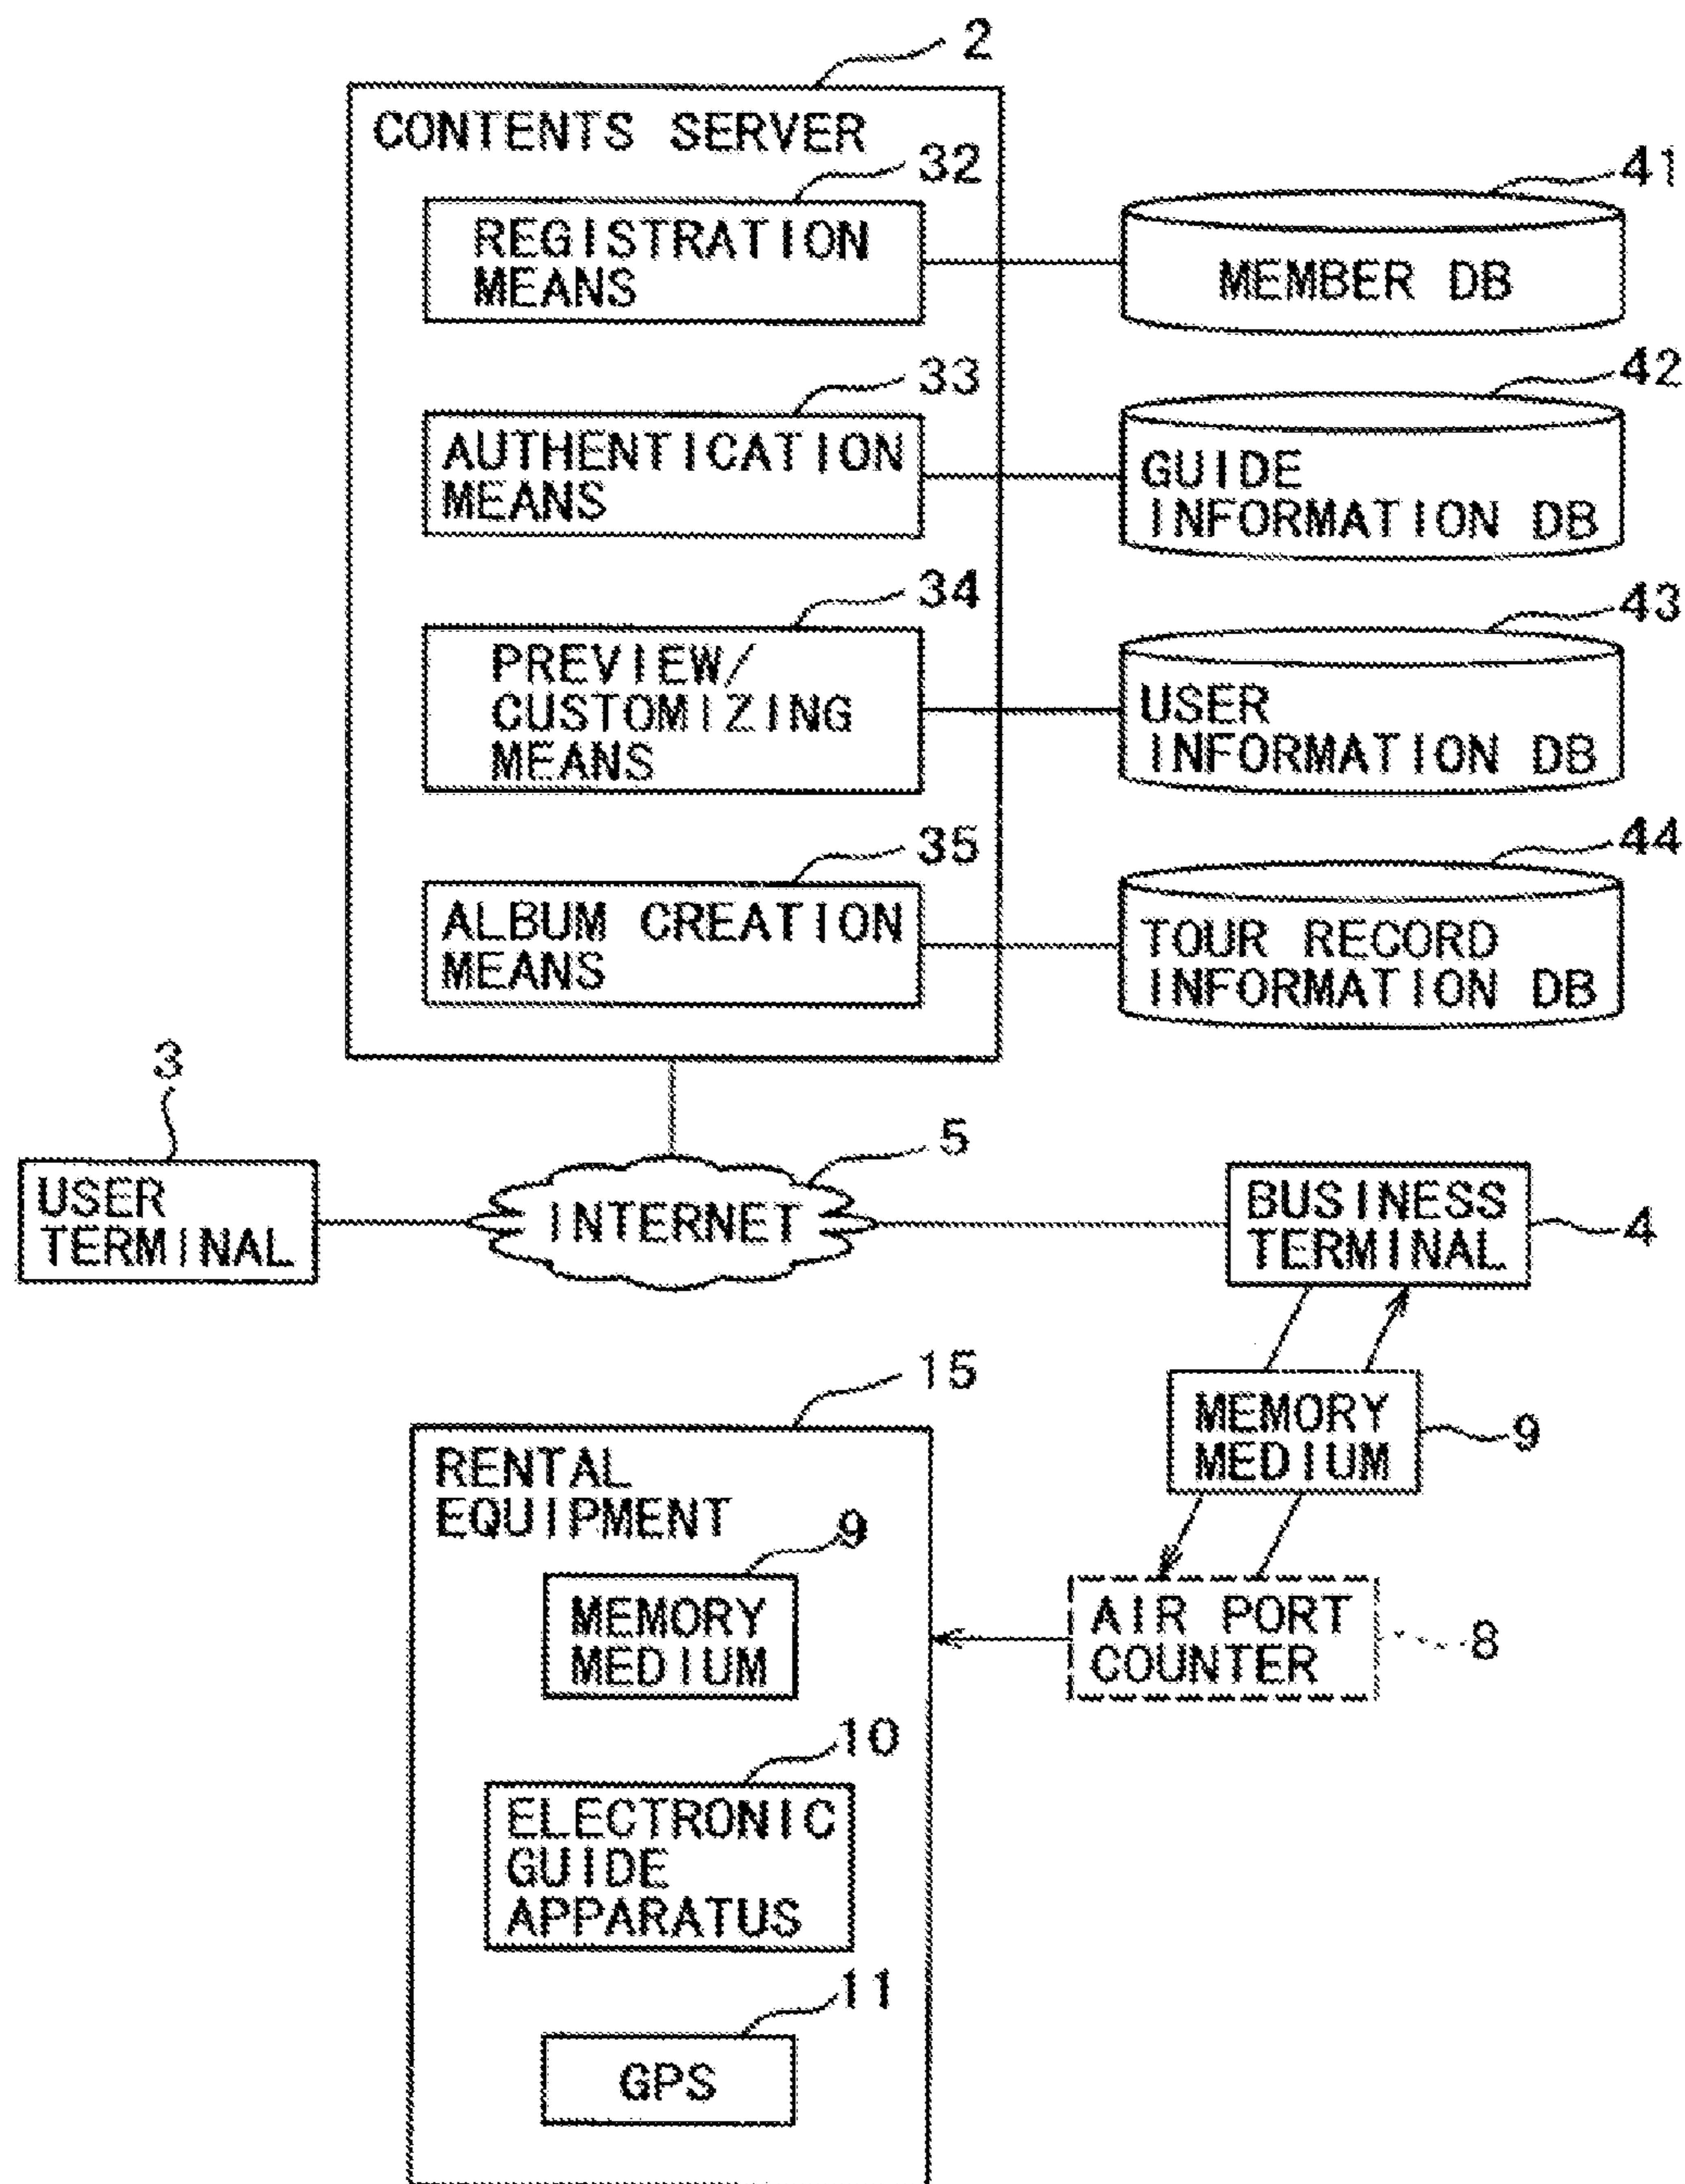 2
CONTENTS SERVER
32
REGISTRATION
MEANS
41
MEMBER DB
33
AUTHENTICATION
MEANS
42
GUIDE
INFORMATION DB
34
PREVIEW/
CUSTOMIZING
MEANS
43
USER
INFORMATION DB
35
ALBUM CREATION
MEANS
44
TOUR RECORD
INFORMATION DB
3
USER
TERMINAL
5
INTERNET
BUSINESS
TERMINAL
4
MEMORY
MEDIUM
9
15
RENTAL
EQUIPMENT
9
MEMORY
MEDIUM
AIR PORT
COUNTER
8
10
ELECTRONIC
GUIDE
APPARATUS
11
GPS